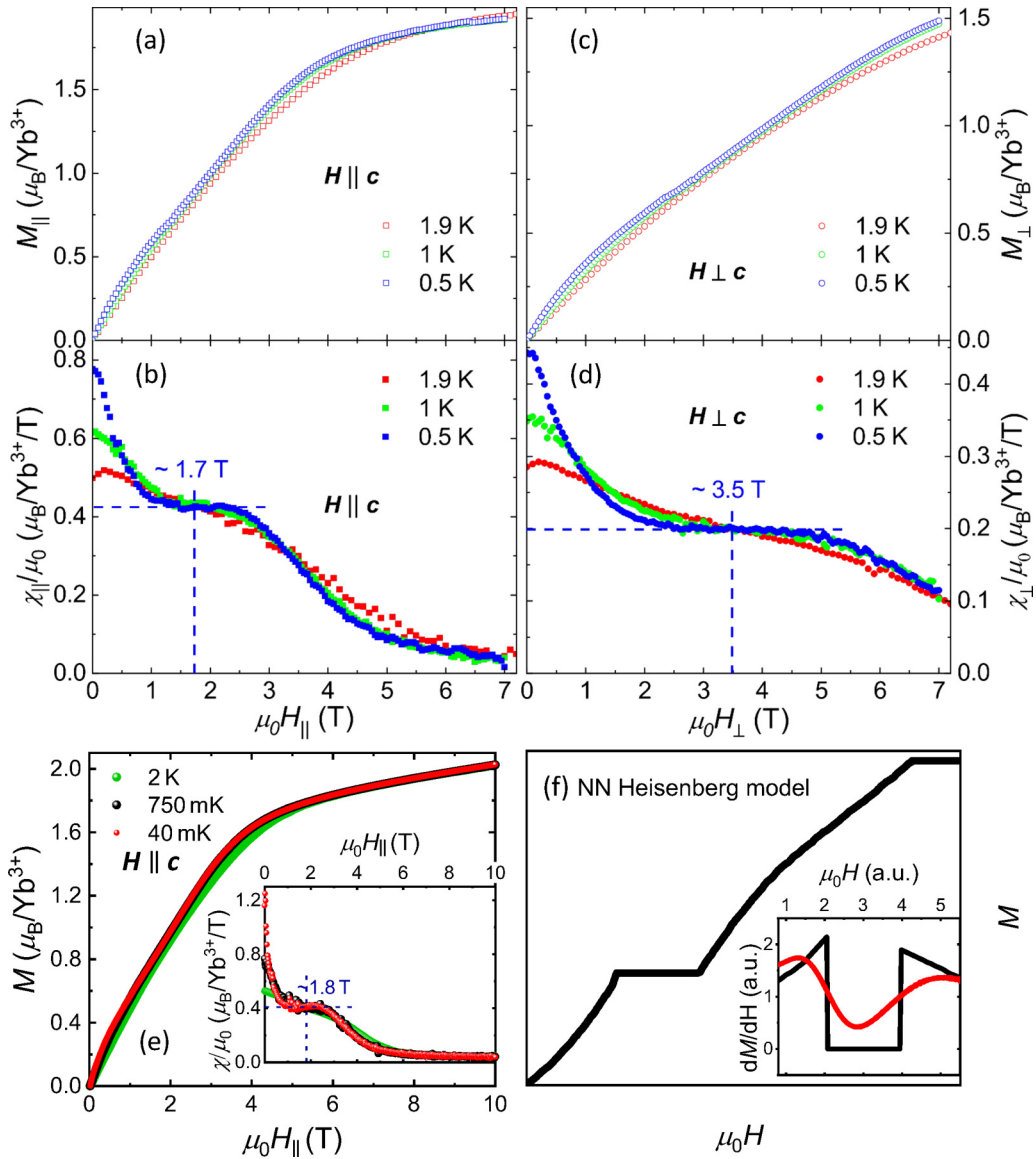 (a)
M∥ (μB/Yb3+)
1.5
1.0
0.5
0.0
H || c
1.9 K
1 K
0.5 K
(c)
M⊥ (μB/Yb3+)
1.5
1.0
0.5
0.0
H ⊥ c
1.9 K
1 K
0.5 K
(b)
χ∥/μ0 (μB/Yb3+/T)
0.8
0.6
0.4
0.2
0.0
1.9 K
1 K
0.5 K
~ 1.7 T
H || c
0 1 2 3 4 5 6 7
μ0H∥ (T)
(d)
χ⊥/μ0 (μB/Yb3+/T)
0.4
0.3
0.2
0.1
0.0
H ⊥ c
1.9 K
1 K
0.5 K
~ 3.5 T
0 1 2 3 4 5 6 7
μ0H⊥ (T)
M (μB/Yb3+)
2.0
1.6
1.2
0.8
0.4
0.0
2 K
750 mK
40 mK
H || c
(e)
μ0H∥(T)
0 2 4 6 8 10
χ/μ0 (μB/Yb3+/T)
1.2
0.8
0.4
0.0
~1.8 T
0 2 4 6 8 10
μ0H∥ (T)
(f) NN Heisenberg model
M
μ0H (a.u.)
1 2 3 4 5
dM/dH (a.u.)
2
1
0
μ0H